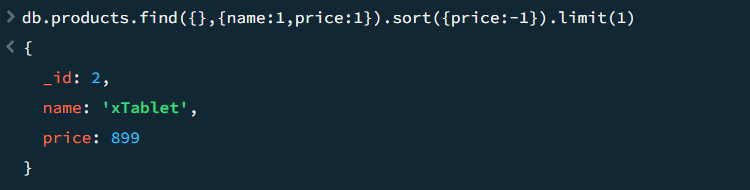 > db.products.find({},{name:1,price:1}).sort({price:-1}).limit(1)
< {
_id: 2,
name: 'xTablet',
price: 899
}